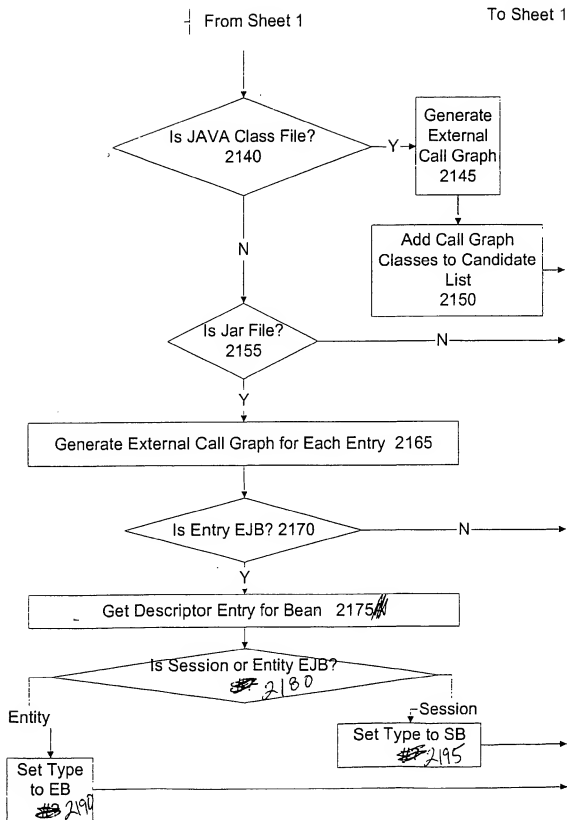 From Sheet 1
To Sheet 1
Is JAVA Class File?
2140
Y
Generate
External
Call Graph
2145
N
Add Call Graph
Classes to Candidate
List
2150
Is Jar File?
2155
N
Y
Generate External Call Graph for Each Entry 2165
Is Entry EJB? 2170
N
Y
Get Descriptor Entry for Bean 2175
Is Session or Entity EJB?
2180
Entity
Session
Set Type to SB
2195
Set Type
to EB
2190